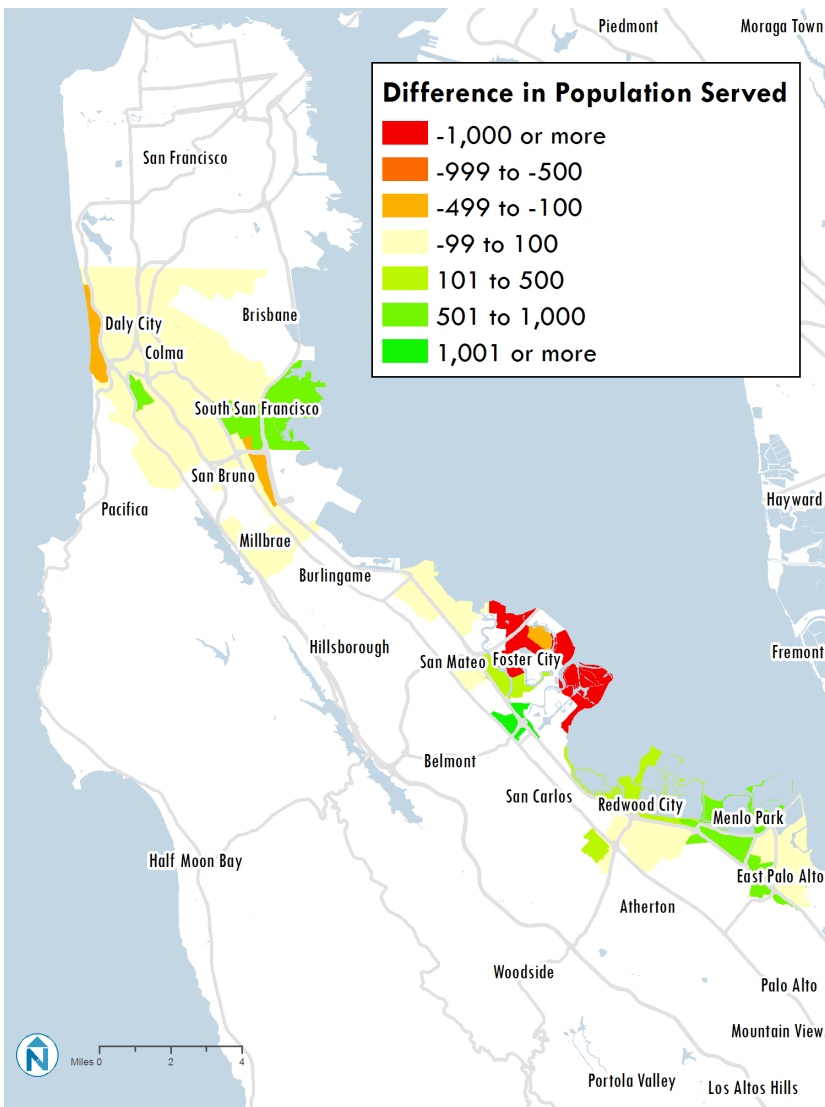 Piedmont
Moraga Town
Difference in Population Served
-1,000 or more
-999 to -500
-499 to -100
-99 to 100
101 to 500
501 to 1,000
1,001 or more
San Francisco
Brisbane
Daly City
Colma
South San Francisco
San Bruno
Hayward
Pacifica
Millbrae
Burlingame
Hillsborough
Fremont
San Mateo
Foster City
Belmont
San Carlos
Redwood City
Menlo Park
Half Moon Bay
East Palo Alto
Atherton
Woodside
Palo Alto
Mountain View
N
Miles 0 2 4
Portola Valley
Los Altos Hills